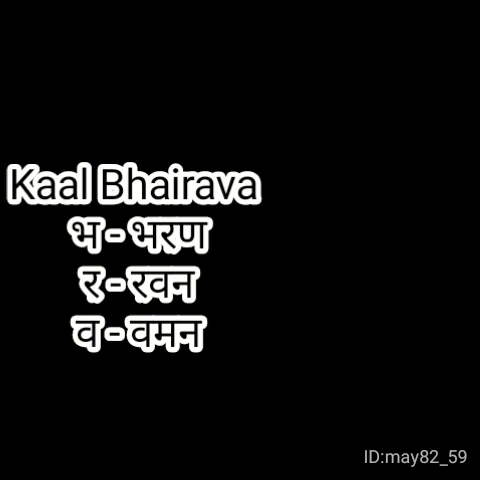 Kaal Bhairava
भ - भरण
र - रवन
व - वमन
ID:may82_59